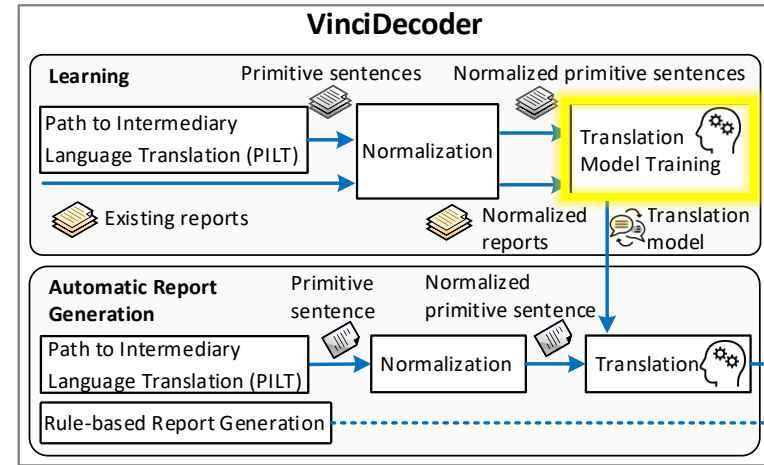 VinciDecoder
Learning
Primitive sentences
Normalized primitive sentences
Path to Intermediary
Language Translation (PILT)
Normalization
Translation
Model Training
Existing reports
Normalized
reports
Translation
model
Automatic Report
Generation
Primitive
sentence
Normalized
primitive sentence
Path to Intermediary
Language Translation (PILT)
Normalization
Translation
Rule-based Report Generation